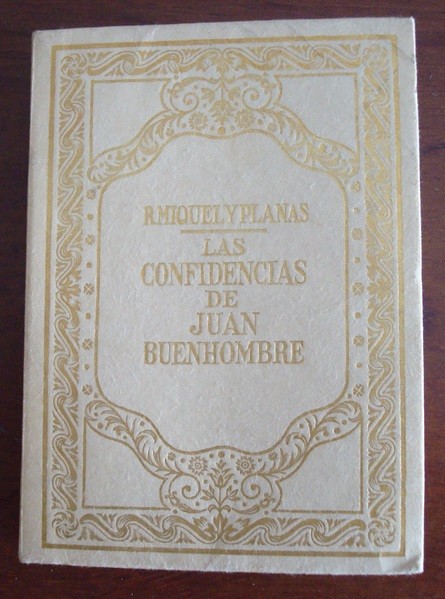 R. MIQUEL Y PLANAS
LAS
CONFIDENCIAS
DE
JUAN
BUENHOMBRE